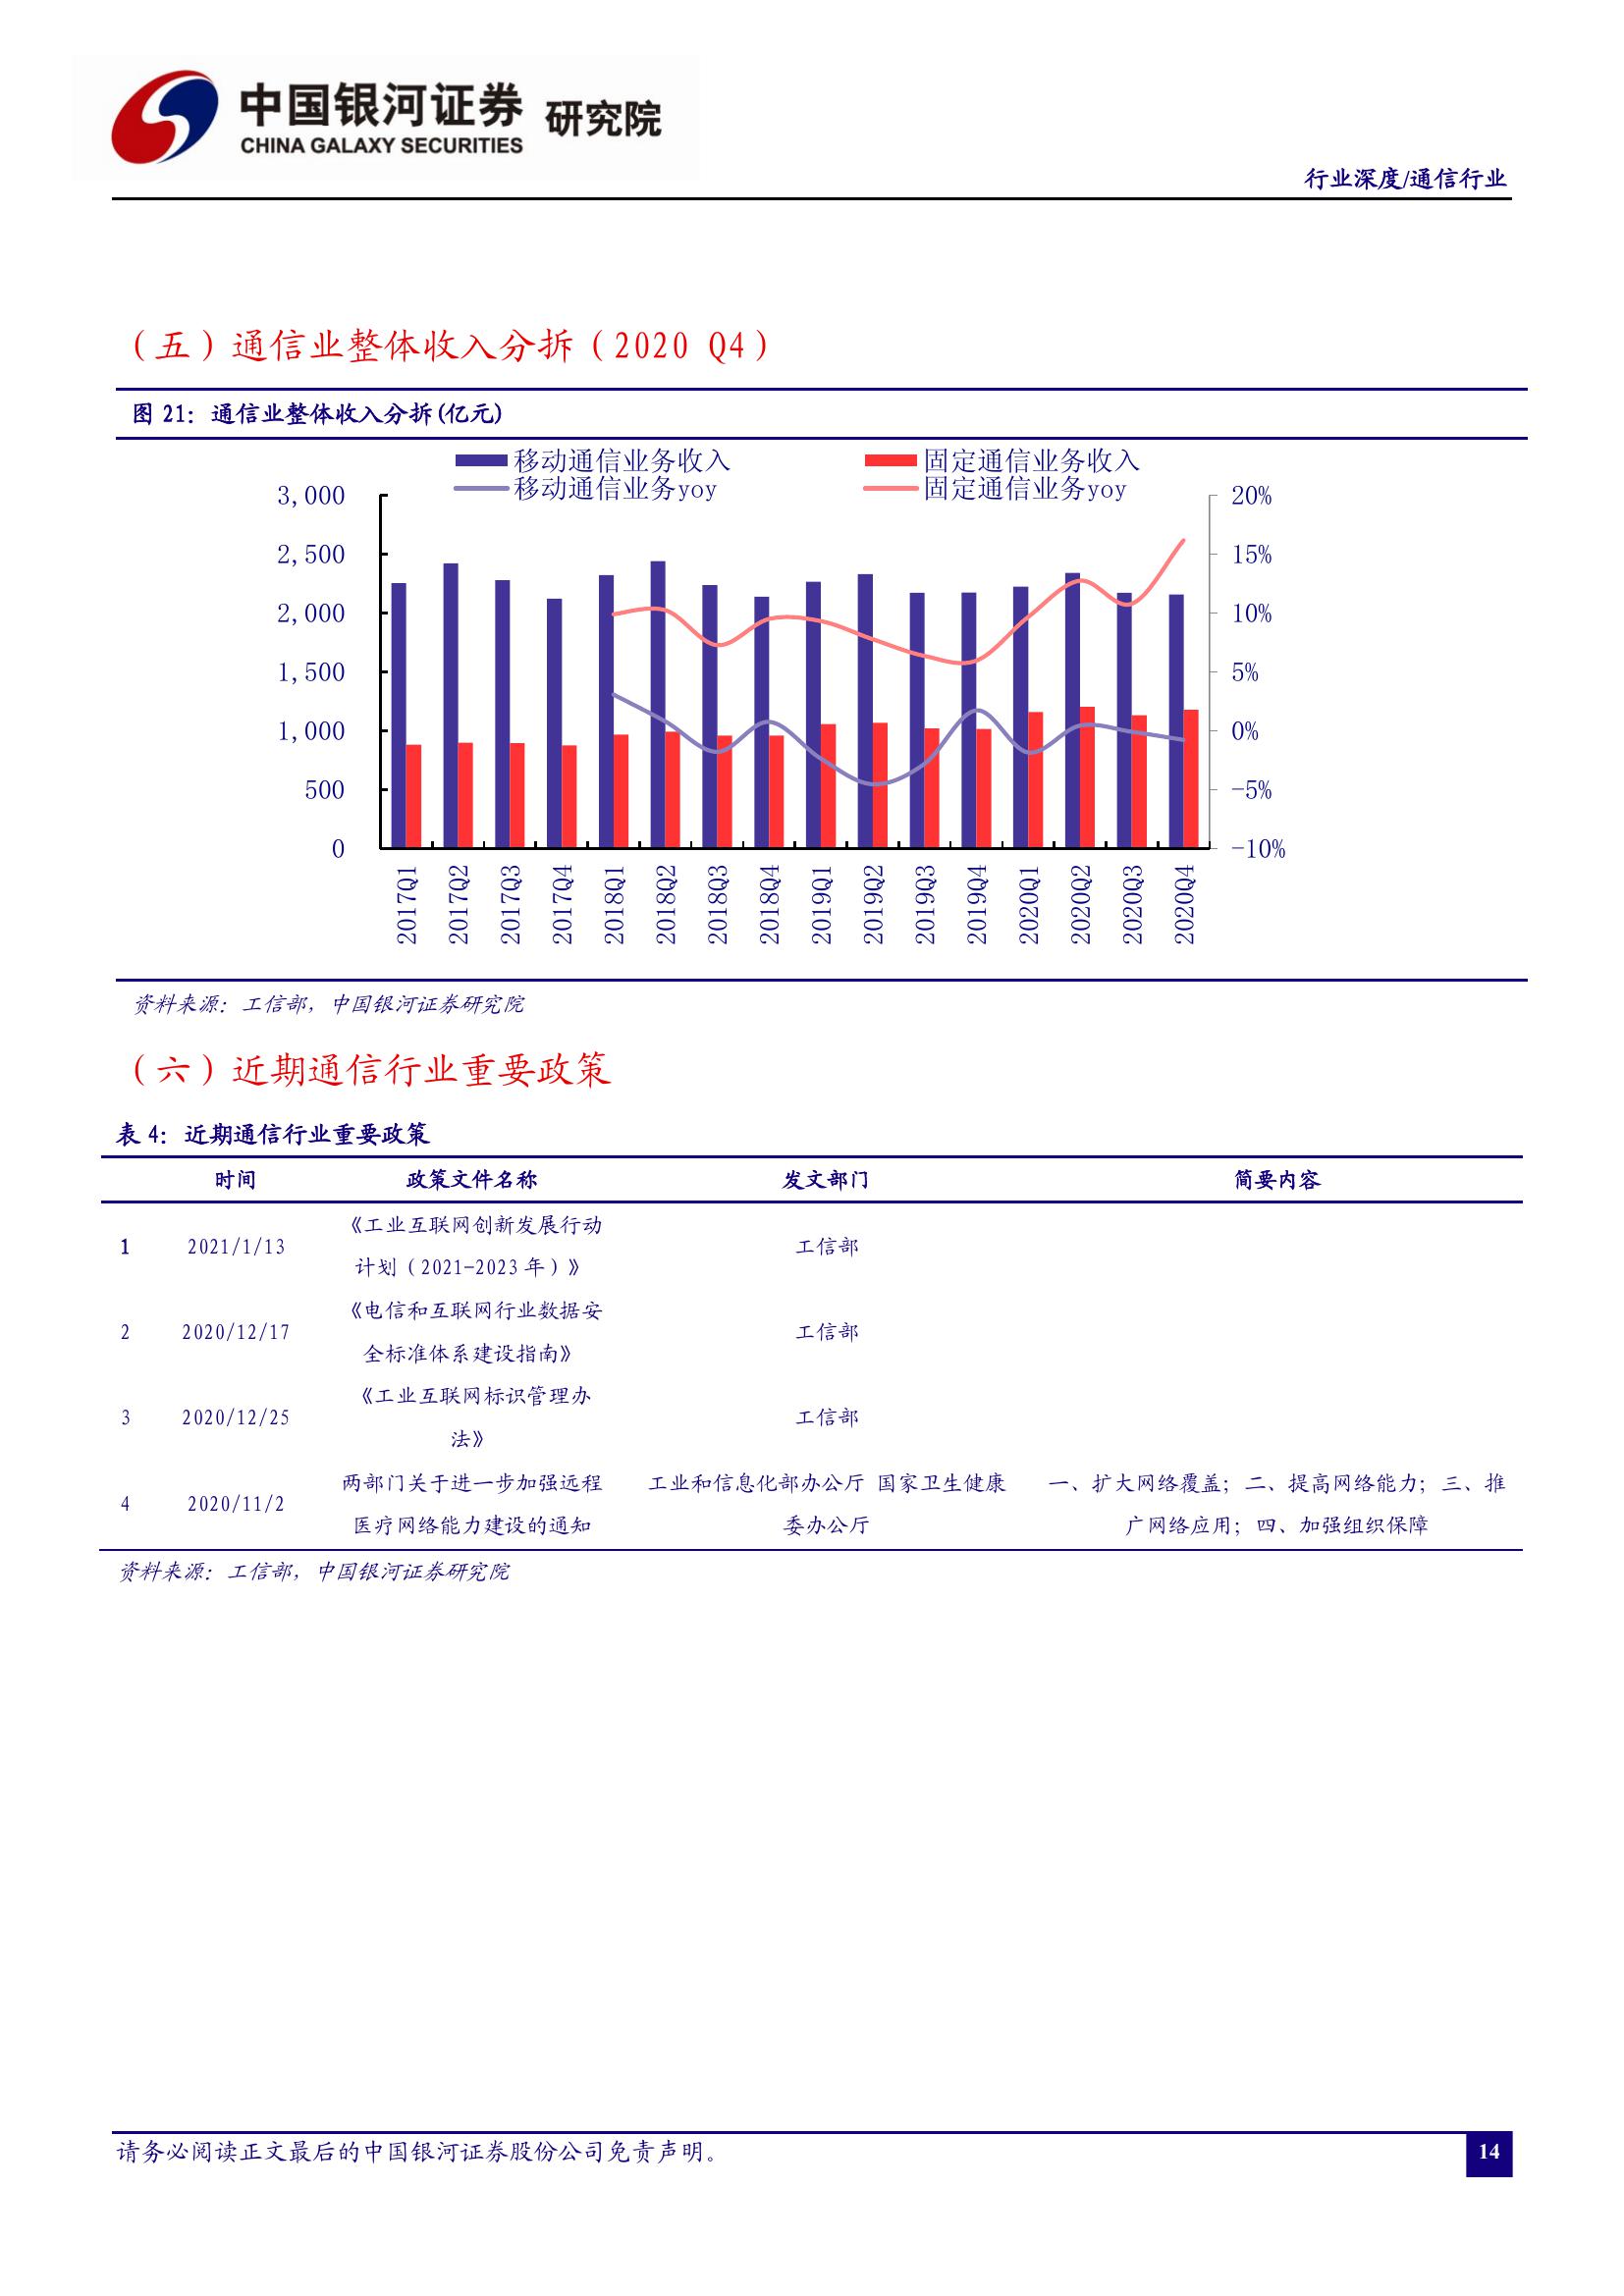 中国银河证券 研究院
CHINA GALAXY SECURITIES
行业深度/通信行业
（五）通信业整体收入分拆（2020 Q4）
图 21：通信业整体收入分拆(亿元)
移动通信业务收入 固定通信业务收入
移动通信业务yoy 固定通信业务yoy
3,000 20%
2,500 15%
2,000 10%
1,500 5%
1,000 0%
500 -5%
0 -10%
2017Q1 2017Q2 2017Q3 2017Q4 2018Q1 2018Q2 2018Q3 2018Q4 2019Q1 2019Q2 2019Q3 2019Q4 2020Q1 2020Q2 2020Q3 2020Q4
资料来源：工信部，中国银河证券研究院
（六）近期通信行业重要政策
表 4：近期通信行业重要政策
时间 政策文件名称 发文部门 简要内容
《工业互联网创新发展行动
1 2021/1/13 工信部
计划（2021-2023 年）》
《电信和互联网行业数据安
2 2020/12/17 工信部
全标准体系建设指南》
《工业互联网标识管理办
3 2020/12/25 工信部
法》
两部门关于进一步加强远程 工业和信息化部办公厅 国家卫生健康 一、扩大网络覆盖；二、提高网络能力；三、推
4 2020/11/2
医疗网络能力建设的通知 委办公厅 广网络应用；四、加强组织保障
资料来源：工信部，中国银河证券研究院
请务必阅读正文最后的中国银河证券股份公司免责声明。
14